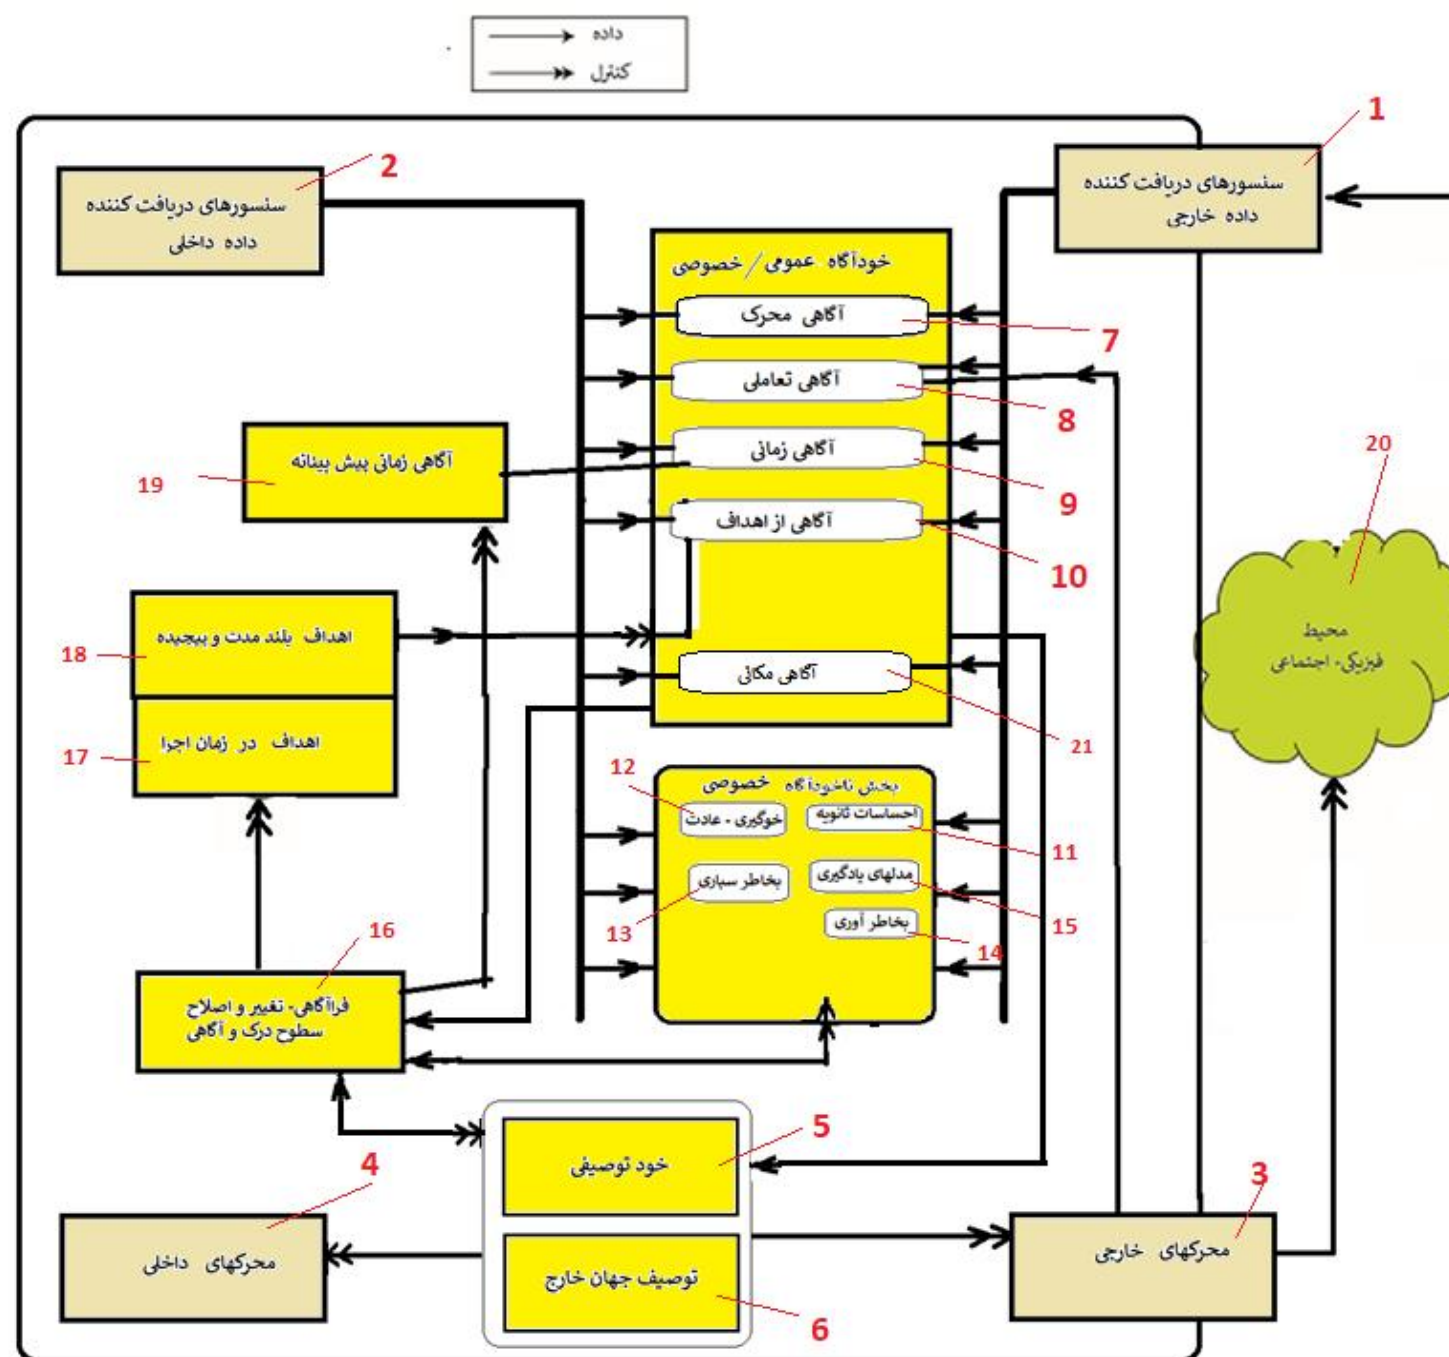 داده
کنترل
1
سنسورهای دریافت کننده
داده خارجی
2
سنسورهای دریافت کننده
داده داخلی
خودآگاه عمومی/ خصوصی
آگاهی محرک
7
آگاهی تعاملی
8
آگاهی زمانی
9
آگاهی از اهداف
10
آگاهی مکانی
21
آگاهی زمانی پیش بینانه
19
20
محیط
فیزیکی- اجتماعی
اهداف بلند مدت و پیچیده
18
اهداف در زمان اجرا
17
بخش ناخودآگاه خصوصی
12
خوگیری - عادت
احساسات ثانویه
11
بخاطر سپاری
13
مدلهای یادگیری
15
بخاطر آوری
14
16
فراآگاهی- تغییر و اصلاح
سطوح درک و آگاهی
5
خود توصیفی
توصیف جهان خارج
6
4
محرکهای داخلی
3
محرکهای خارجی